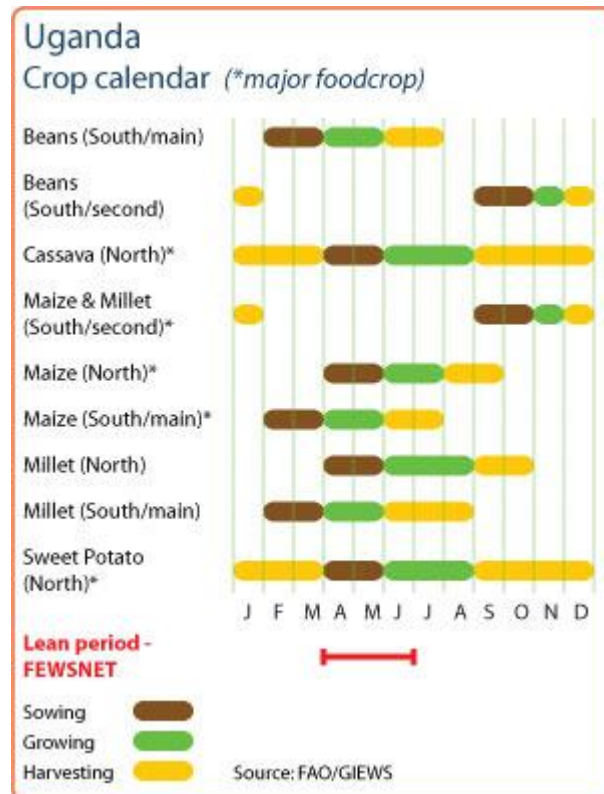 Uganda
Crop calendar (*major foodcrop)
Beans (South/main)
Beans
(South/second)
Cassava (North)*
Maize & Millet
(South/second)*
Maize (North)*
Maize (South/main)*
Millet (North)
Millet (South/main)
Sweet Potato
(North)*
J F M A M J J A S O N D
Lean period -
FEWSNET
Sowing
Growing
Harvesting
Source: FAO/GIEWS